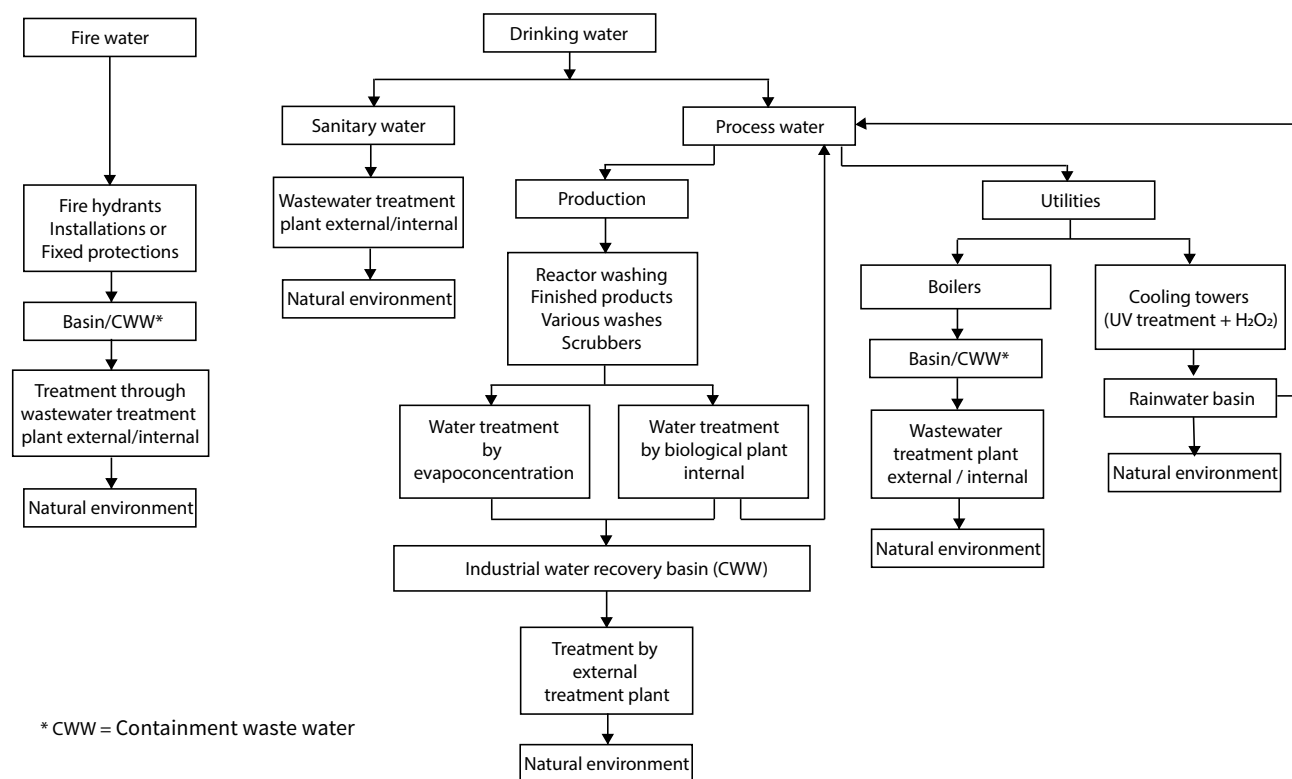 Fire water
Drinking water
Sanitary water
Process water
Wastewater treatment
plant external/internal
Production
Utilities
Fire hydrants
Installations or
Fixed protections
Natural environment
Reactor washing
Finished products
Various washes
Scrubbers
Boilers
Cooling towers
(UV treatment + H₂O₂)
Basin/CWW*
Basin/CWW*
Treatment through
wastewater treatment
plant external/internal
Water treatment
by
evapoconcentration
Water treatment
by biological plant
internal
Wastewater
treatment plant
external / internal
Rainwater basin
Natural environment
Natural environment
Natural environment
Industrial water recovery basin (CWW)
Treatment by
external
treatment plant
* CWW = Containment waste water
Natural environment